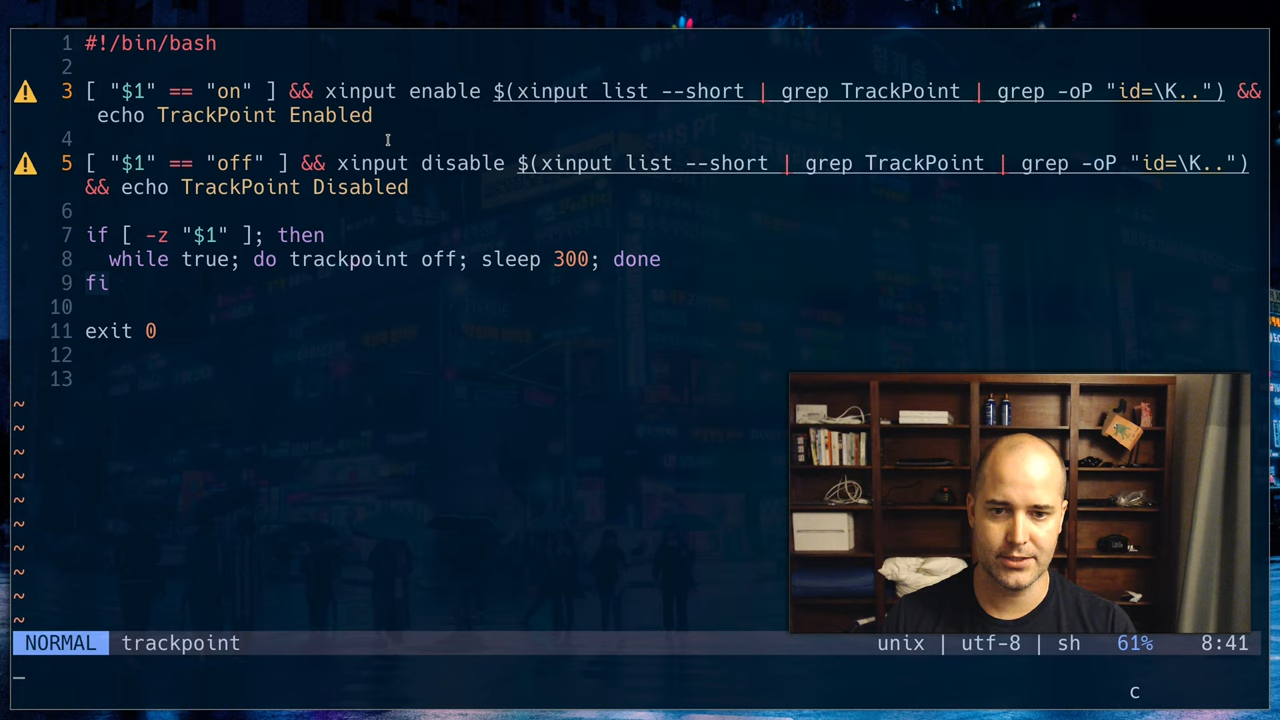 1 #!/bin/bash
2
3 [ "$1" == "on" ] && xinput enable $(xinput list --short | grep TrackPoint | grep -oP "id=\K..") &&
echo TrackPoint Enabled
4
5 [ "$1" == "off" ] && xinput disable $(xinput list --short | grep TrackPoint | grep -oP "id=\K..")
&& echo TrackPoint Disabled
6
7 if [ -z "$1" ]; then
8 while true; do trackpoint off; sleep 300; done
9 fi
10
11 exit 0
12
13
~
~
~
~
~
~
~
~
~
~
NORMAL trackpoint unix | utf-8 | sh 61% 8:41
c